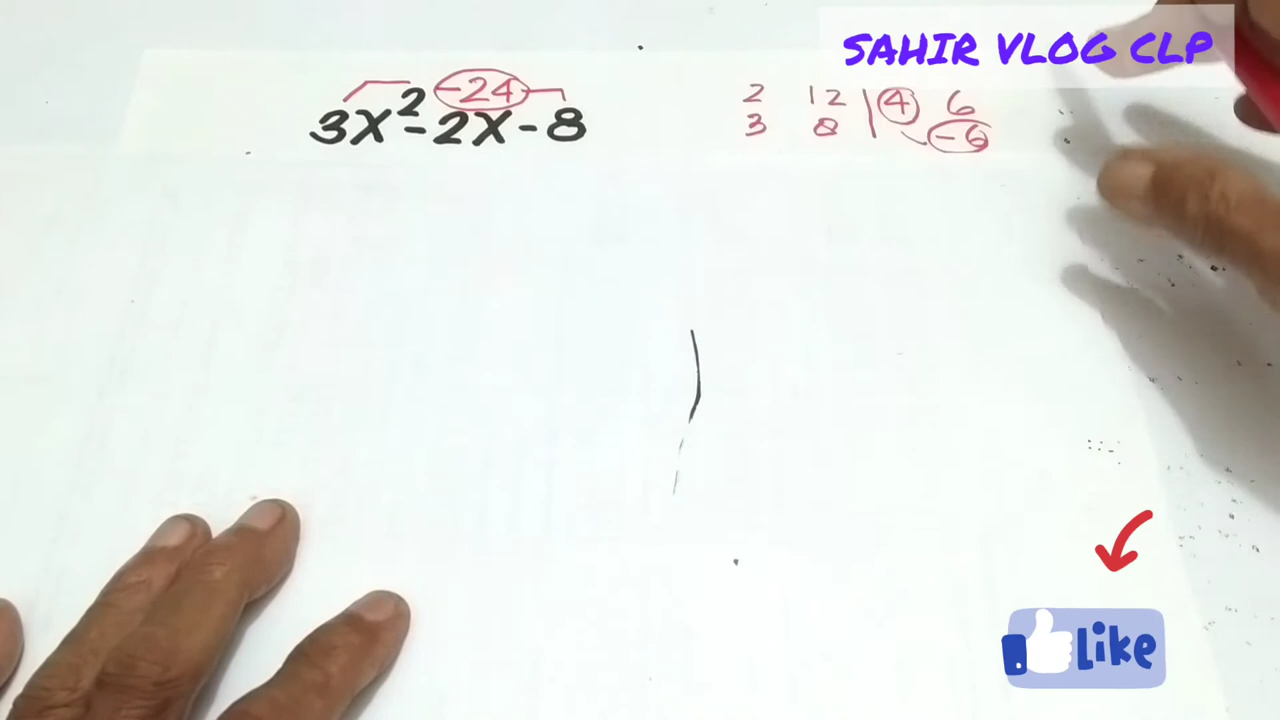 SAHIR VLOG CLP
-24
3X² - 2X - 8
2 12 | 4 6
3 8 | -6
Like